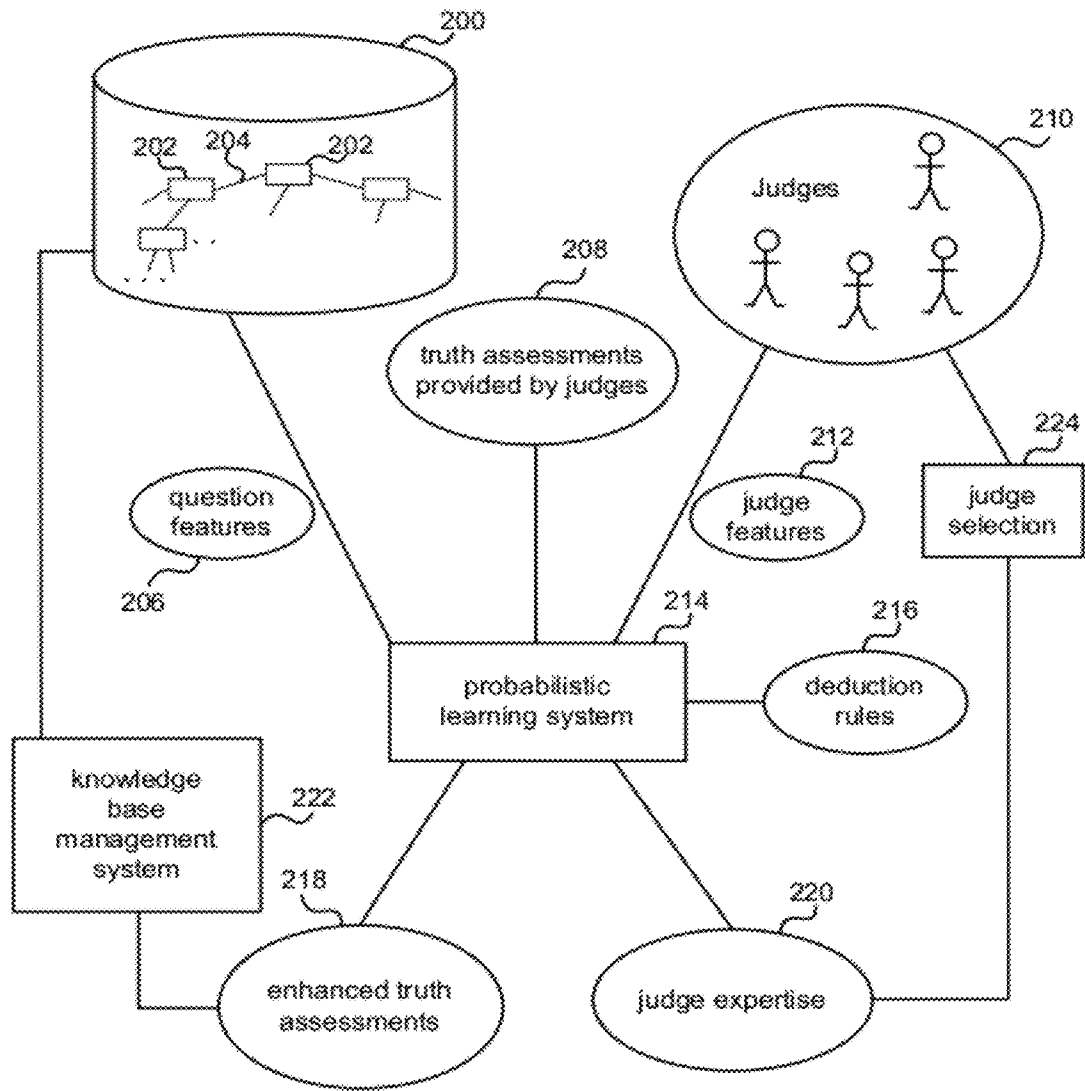 200
202
204
202
210
Judges
208
truth assessments
provided by judges
224
212
question
features
judge
features
judge
selection
206
214
216
probabilistic
learning system
deduction
rules
knowledge
base
management
system
222
218
220
enhanced truth
assessments
judge expertise